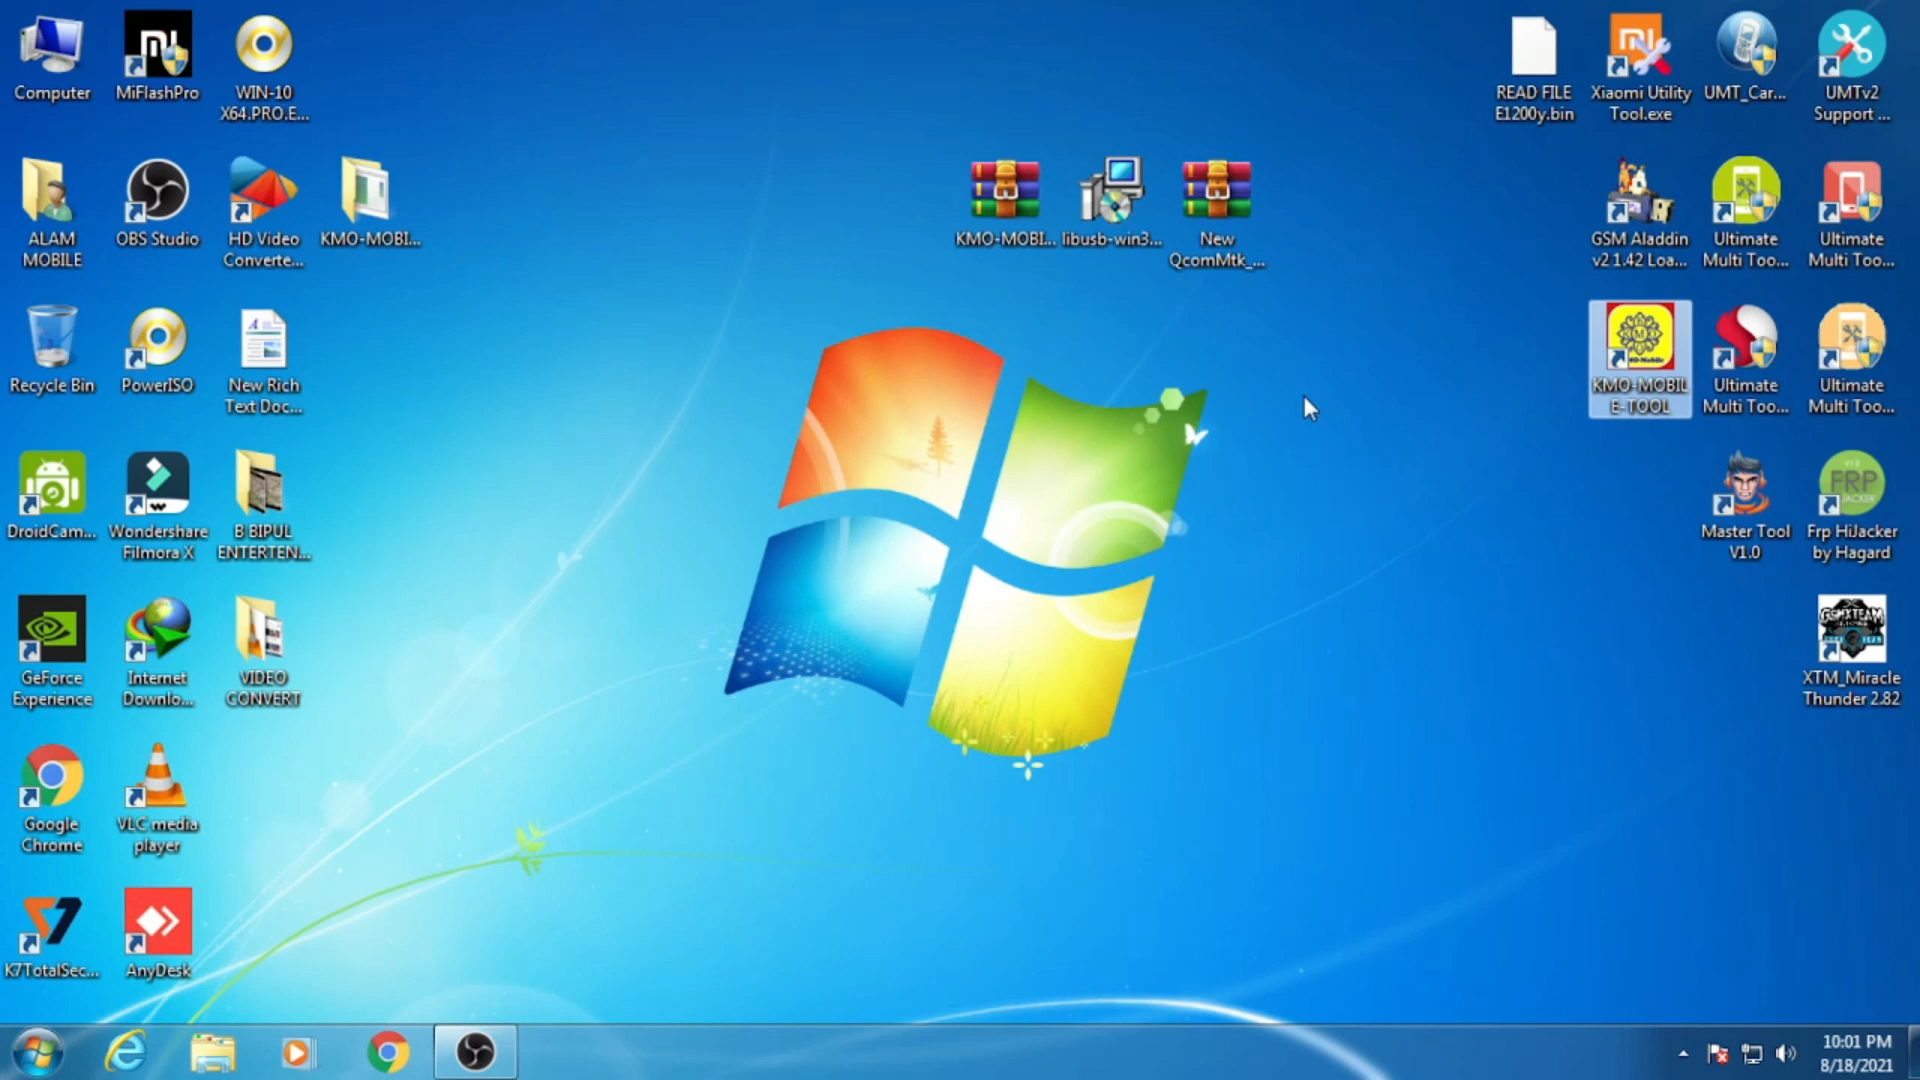 Computer
MiFlashPro
WIN-10
X64.PRO.E...
READ FILE
E1200y.bin
Xiaomi Utility
Tool.exe
UMT_Car...
UMTv2
Support ...
ALAM
MOBILE
OBS Studio
HD Video
Converte...
KMO-MOBI...
KMO-MOBI...
libusb-win3...
New
QcomMtk_...
GSM Aladdin
v2 1.42 Loa...
Ultimate
Multi Too...
Ultimate
Multi Too...
Recycle Bin
PowerISO
New Rich
Text Doc...
KMO-MOBIL
E-TOOL
Ultimate
Multi Too...
Ultimate
Multi Too...
DroidCam...
Wondershare
Filmora X
B BIPUL
ENTERTEN...
Master Tool
V1.0
FRP
JACKER
Frp HiJacker
by Hagard
GeForce
Experience
Internet
Downlo...
VIDEO
CONVERT
GSMXTEAM
XTM_Miracle
Thunder 2.82
Google
Chrome
VLC media
player
K7TotalSec...
AnyDesk
10:01 PM
8/18/2021